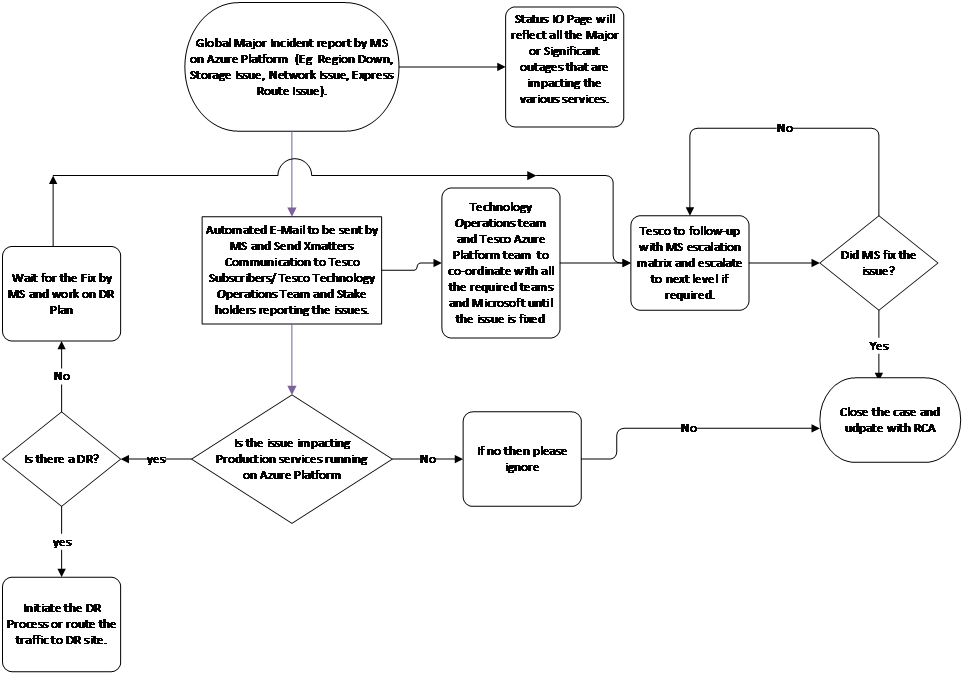 Global Major Incident report by MS
on Azure Platform (Eg Region Down,
Storage Issue, Network Issue, Express
Route Issue).
Status IO Page will
reflect all the Major
or Significant
outages that are
impacting the
various services.
No
Automated E-Mail to be sent by
MS and Send Xmatters
Communication to Tesco
Subscribers/ Tesco Technology
Operations Team and Stake
holders reporting the issues.
Technology
Operations team
and Tesco Azure
Platform team to
co-ordinate with all
the required teams
and Microsoft until
the issue is fixed
Tesco to follow-up
with MS escalation
matrix and escalate
to next level if
required.
Did MS fix the
issue?
Wait for the Fix by
MS and work on DR
Plan
Yes
No
Close the case and
udpate with RCA
Is there a DR?
yes
Is the issue impacting
Production services running
on Azure Platform
No
If no then please
ignore
No
yes
Initiate the DR
Process or route the
traffic to DR site.